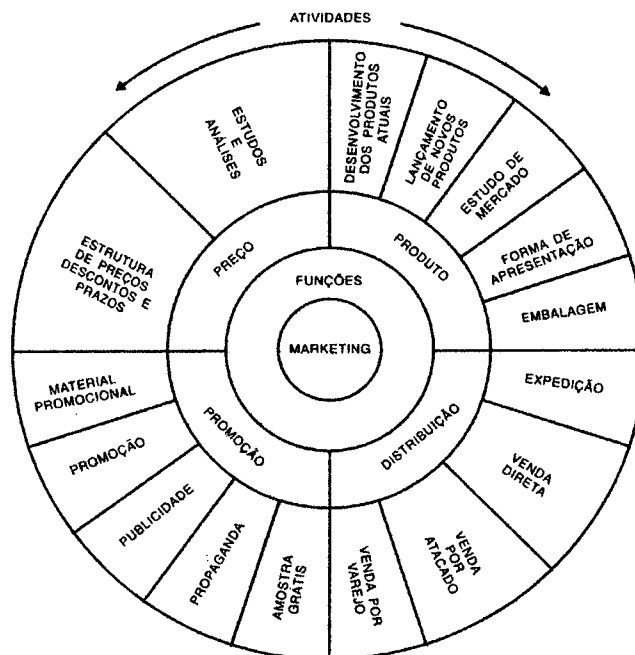 ATIVIDADES
ESTUDOS
E
ANÁLISES
DESENVOLVIMENTO
DOS PRODUTOS
ATUAIS
LANÇAMENTO
DE NOVOS
PRODUTOS
ESTUDO DE
MERCADO
FORMA DE
APRESENTAÇÃO
EMBALAGEM
ESTRUTURA
DE PREÇOS
DESCONTOS E
PRAZOS
PREÇO
PRODUTO
FUNÇÕES
MARKETING
PROMOÇÃO
DISTRIBUIÇÃO
EXPEDIÇÃO
VENDA
DIRETA
VENDA
POR
ATACADO
VENDA POR
VAREJO
AMOSTRA
GRATIS
PROPAGANDA
PUBLICIDADE
PROMOÇÃO
MATERIAL
PROMOCIONAL